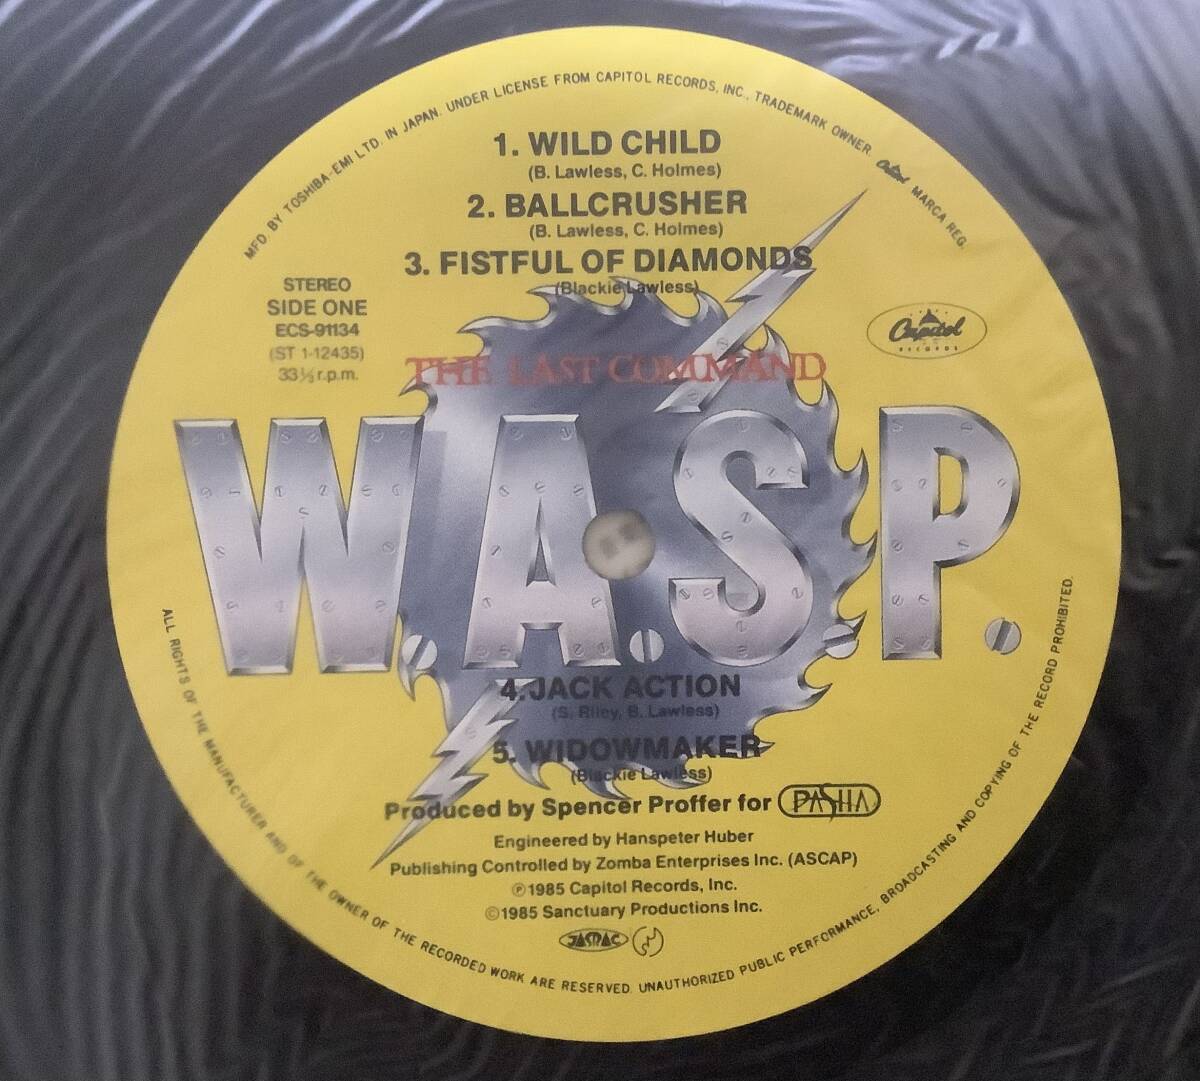 MFD. BY TOSHIBA-EMI LTD. IN JAPAN. UNDER LICENSE FROM CAPITOL RECORDS, INC., TRADEMARK OWNER. Capitol MARCA REG.
1. WILD CHILD
(B. Lawless, C. Holmes)
2. BALLCRUSHER
(B. Lawless, C. Holmes)
3. FISTFUL OF DIAMONDS
(Blackie Lawless)
STEREO
SIDE ONE
ECS-91134
(ST 1-12435)
33⅓ r.p.m.
Capitol
RECORDS
THE LAST COMMAND
W.A.S.P.
4. JACK ACTION
(S. Riley, B. Lawless)
5. WIDOWMAKER
(Blackie Lawless)
Produced by Spencer Proffer for PASHA
Engineered by Hanspeter Huber
Publishing Controlled by Zomba Enterprises Inc. (ASCAP)
℗1985 Capitol Records, Inc.
©1985 Sanctuary Productions Inc.
JASRAC
ALL RIGHTS OF THE MANUFACTURER AND OF THE OWNER OF THE RECORDED WORK ARE RESERVED. UNAUTHORIZED PUBLIC PERFORMANCE, BROADCASTING AND COPYING OF THE RECORD PROHIBITED.